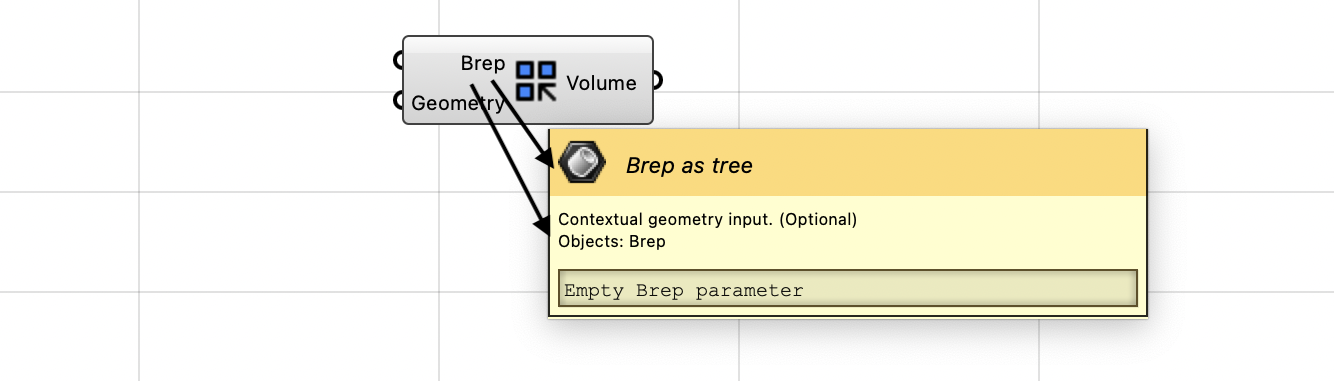 Brep
Geometry
Volume
Brep as tree
Contextual geometry input. (Optional)
Objects: Brep
Empty Brep parameter